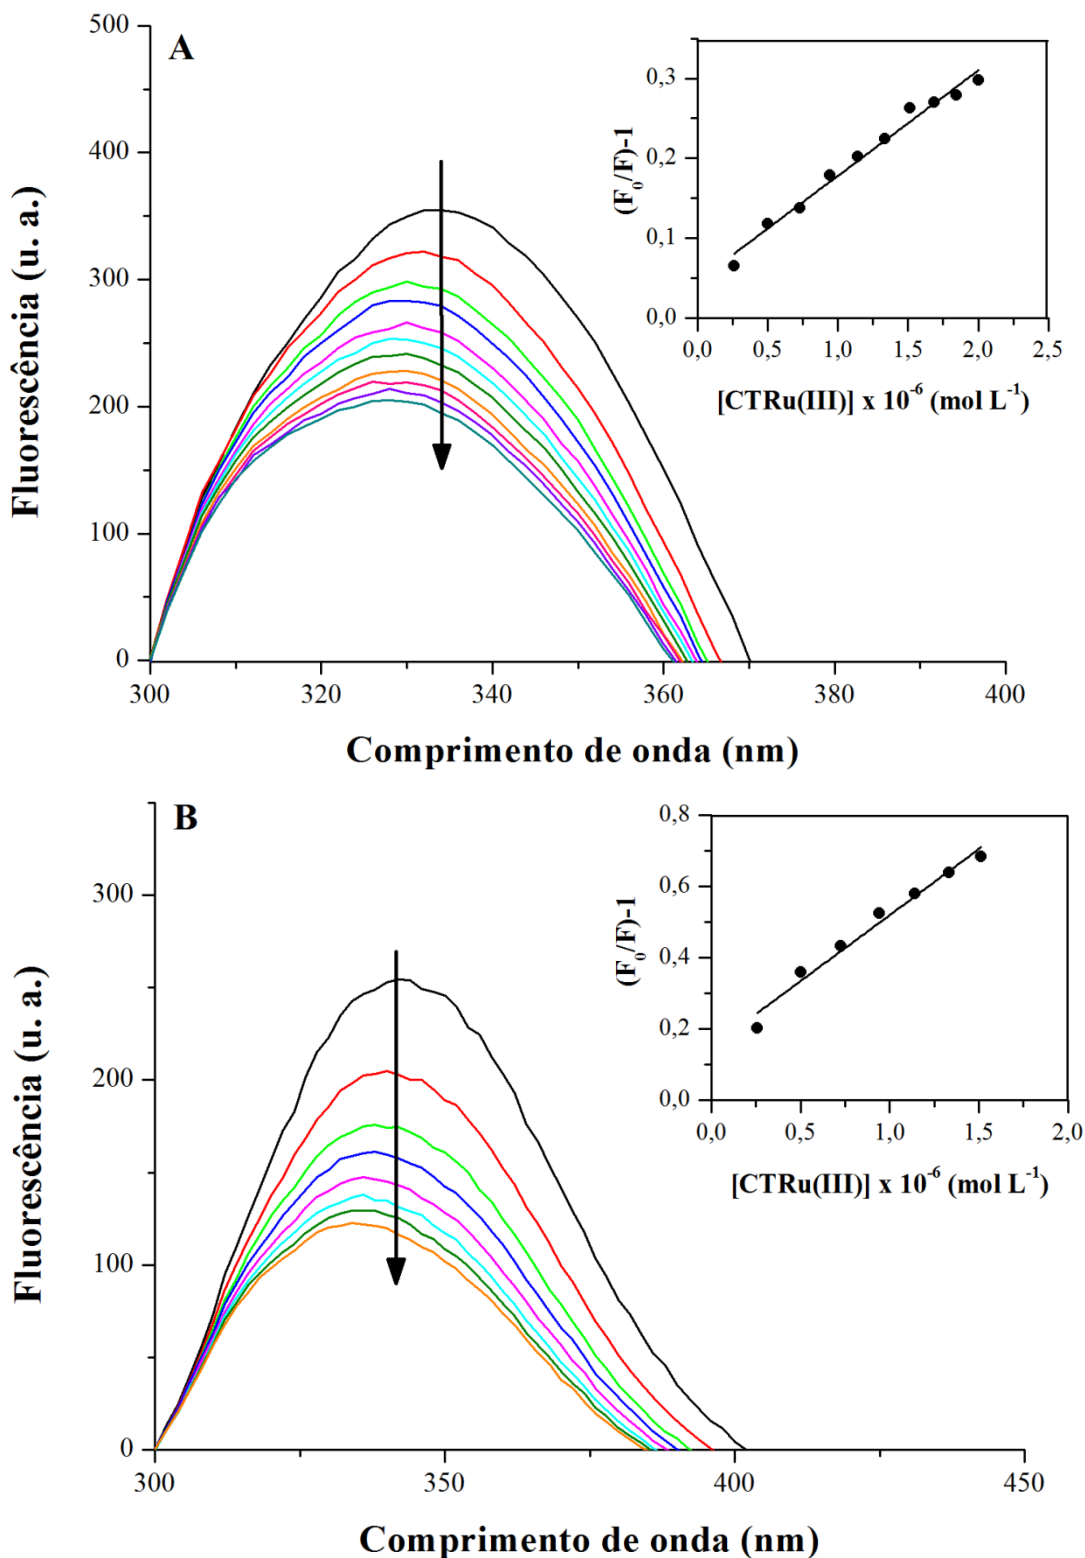 A
500
400
300
200
100
0
300 320 340 360 380 400
Fluorescência (u. a.)
Comprimento de onda (nm)
0,3
0,2
0,1
0,0
0,0 0,5 1,0 1,5 2,0 2,5
(F₀/F)-1
[CTRu(III)] x 10⁻⁶ (mol L⁻¹)
B
300
200
100
0
300 350 400 450
Fluorescência (u. a.)
Comprimento de onda (nm)
0,8
0,6
0,4
0,2
0,0
0,0 0,5 1,0 1,5 2,0
(F₀/F)-1
[CTRu(III)] x 10⁻⁶ (mol L⁻¹)